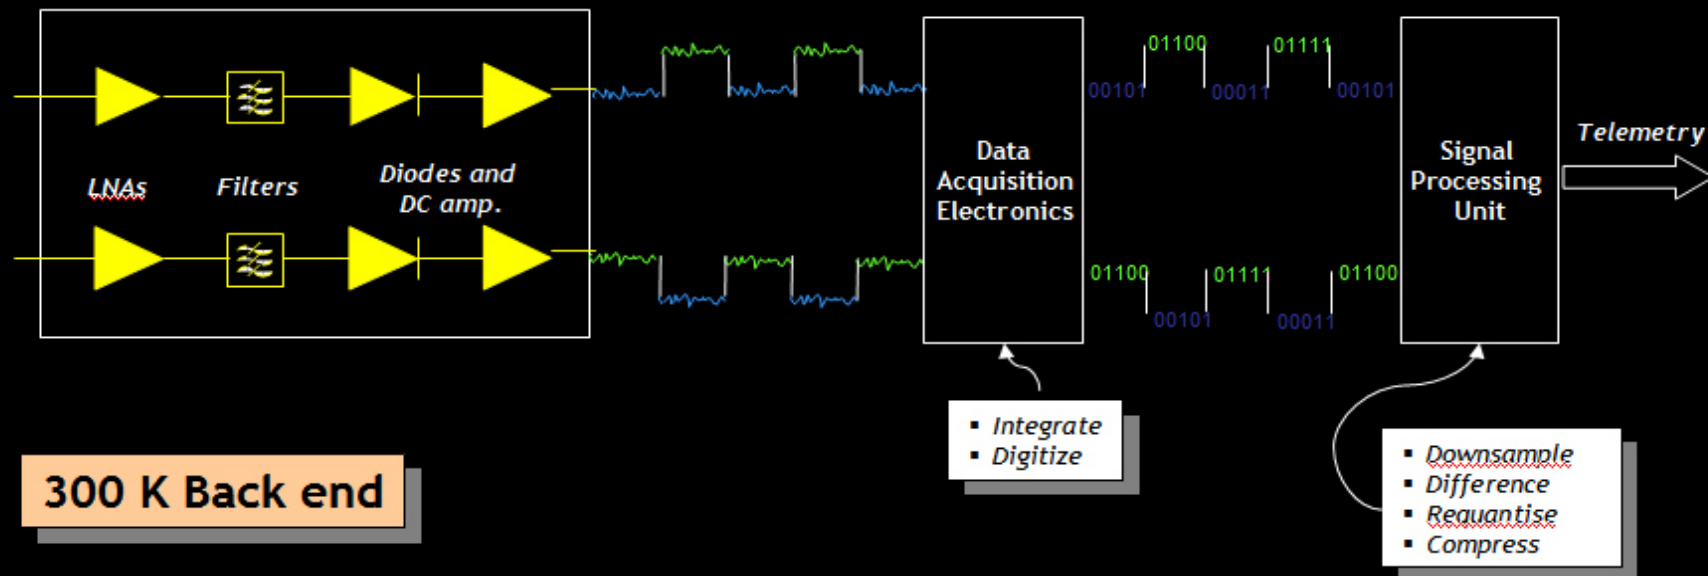 01100 01111
00101 00011 00101
Telemetry
LNAs Filters Diodes and
DC amp.
Data
Acquisition
Electronics
Signal
Processing
Unit
01100 01111 01100
00101 00011
▪ Integrate
▪ Digitize
300 K Back end
▪ Downsample
▪ Difference
▪ Requantise
▪ Compress